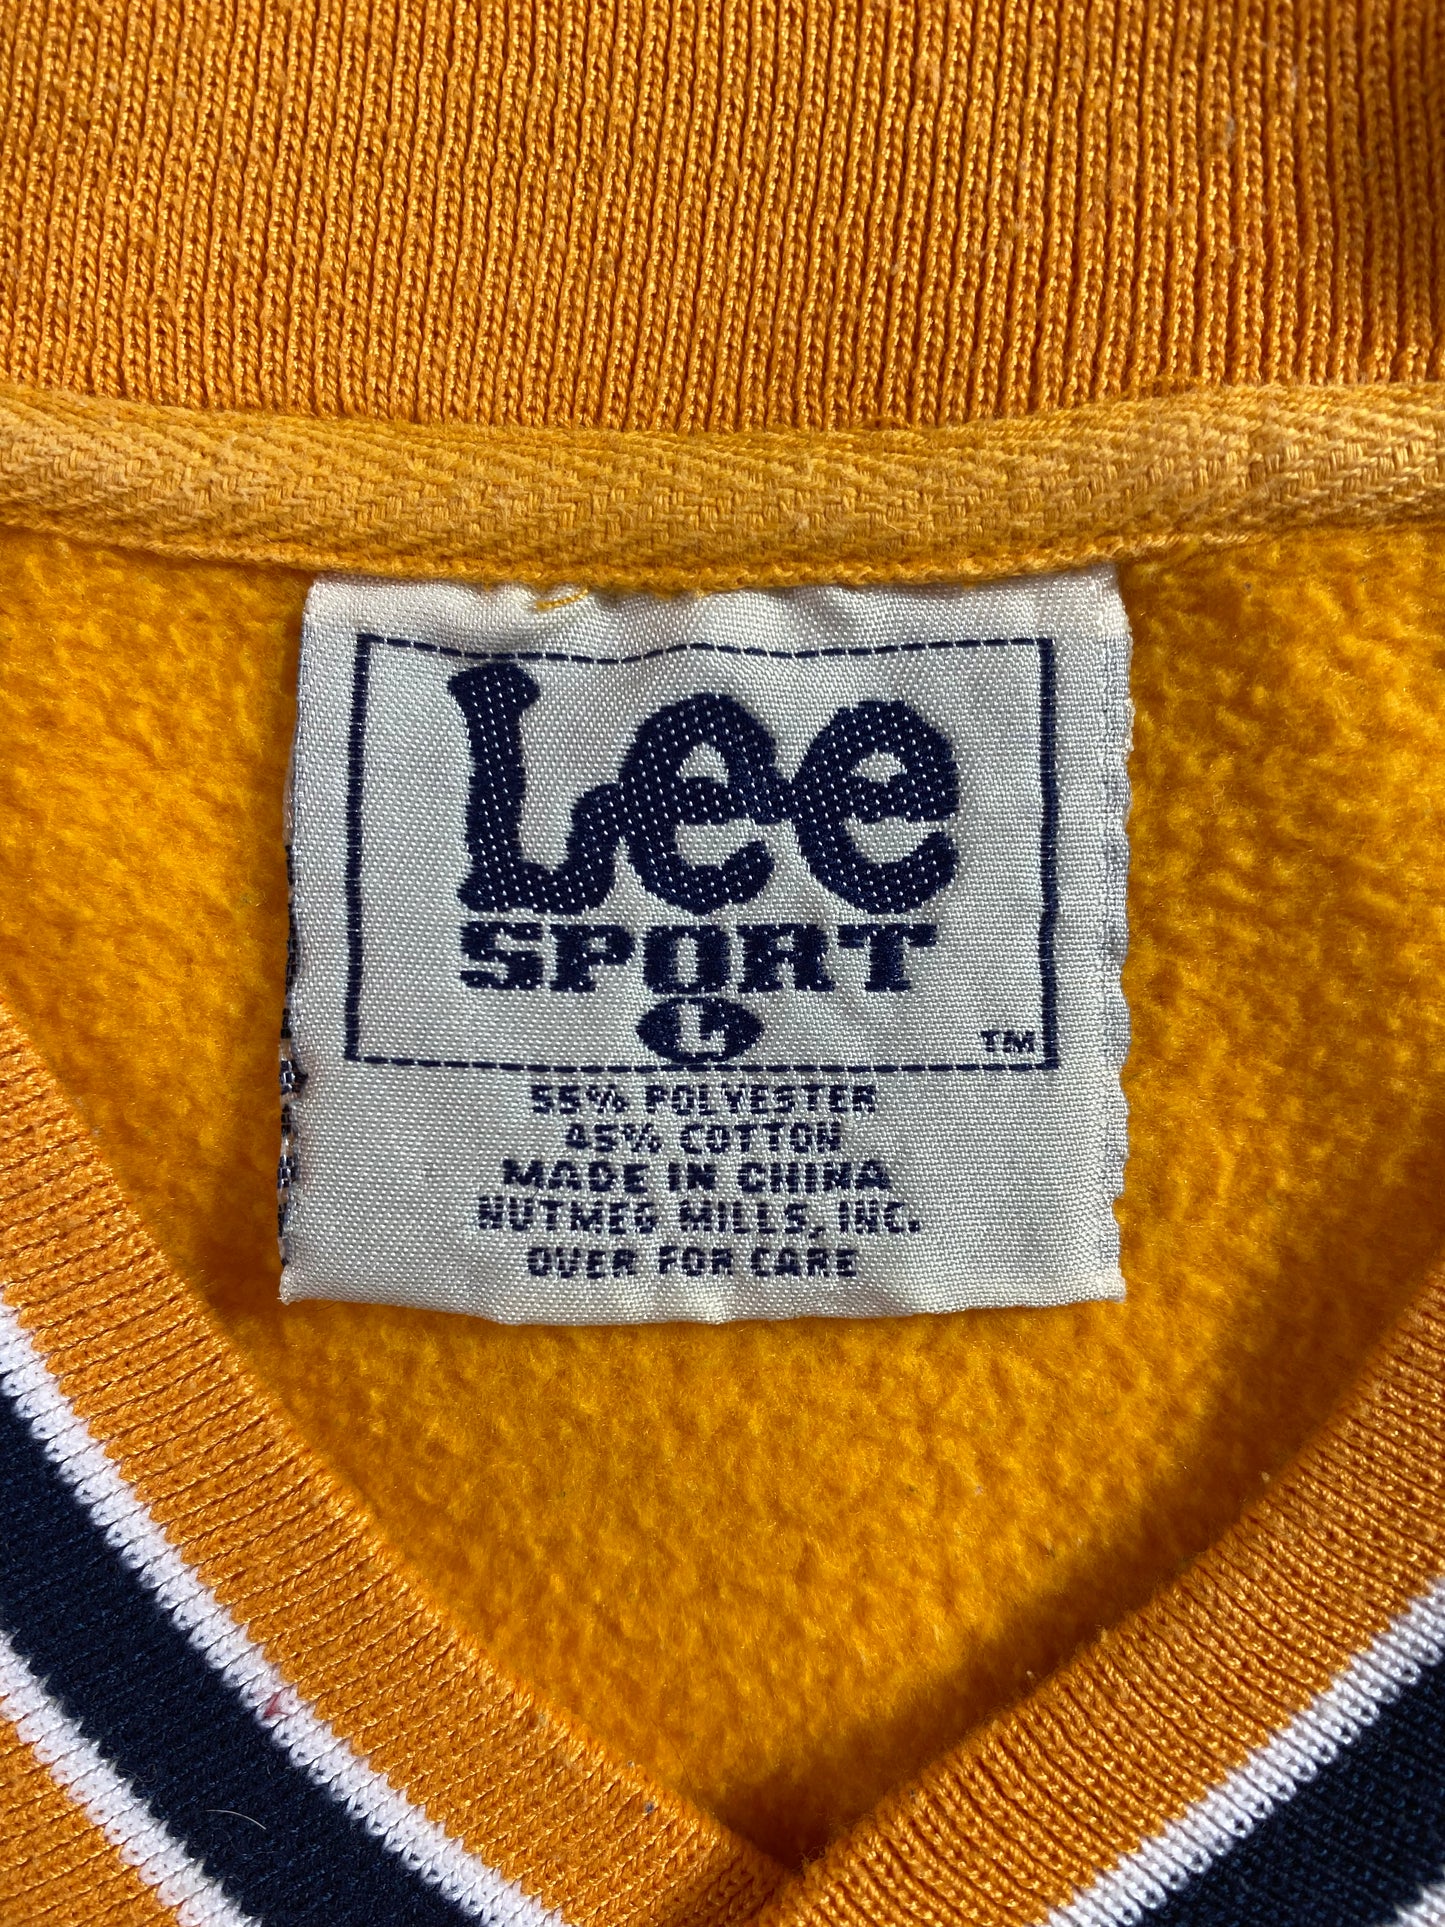 Lee
SPORT
L
TM
55% POLYESTER
45% COTTON
MADE IN CHINA
NUTMEG MILLS, INC.
OVER FOR CARE